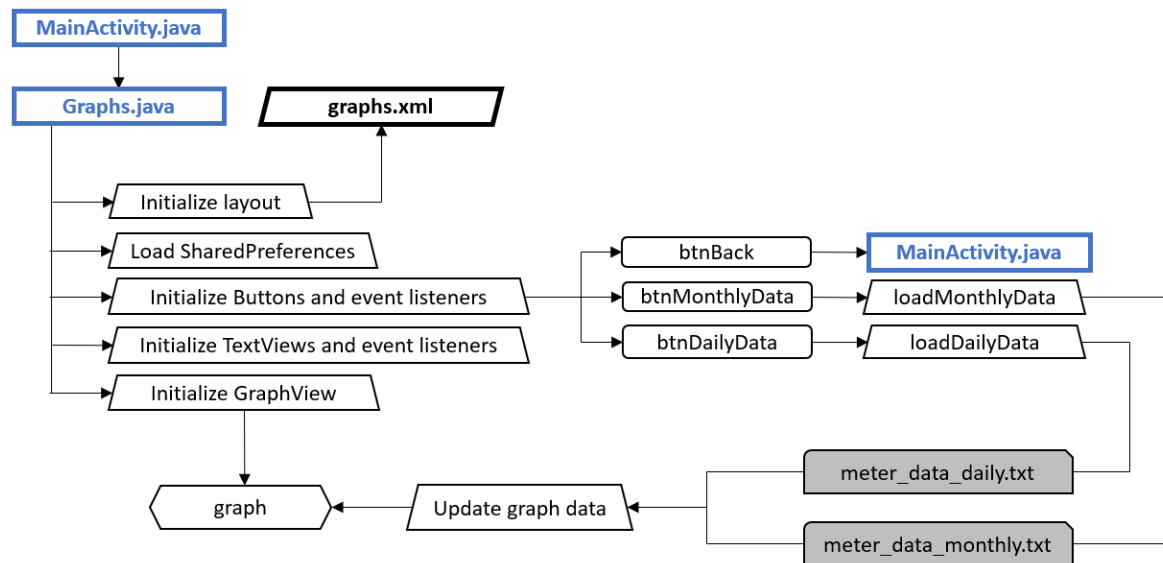 MainActivity.java
Graphs.java
graphs.xml
Initialize layout
Load SharedPreferences
btnBack
MainActivity.java
Initialize Buttons and event listeners
btnMonthlyData
loadMonthlyData
Initialize TextViews and event listeners
btnDailyData
loadDailyData
Initialize GraphView
meter_data_daily.txt
graph
Update graph data
meter_data_monthly.txt